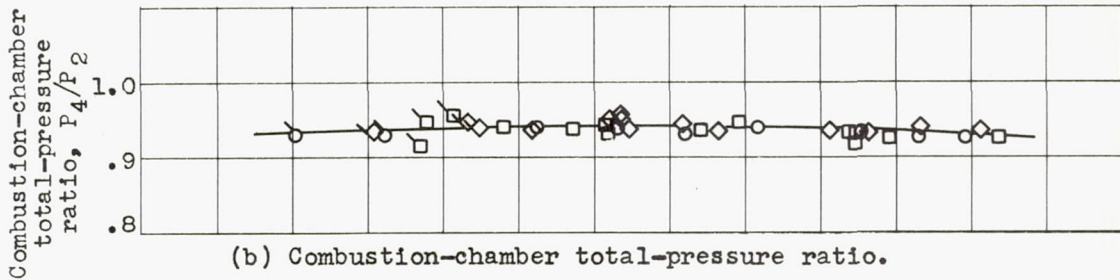 Combustion-chamber
total-pressure
ratio, P4/P2
1.0
.9
.8
(b) Combustion-chamber total-pressure ratio.